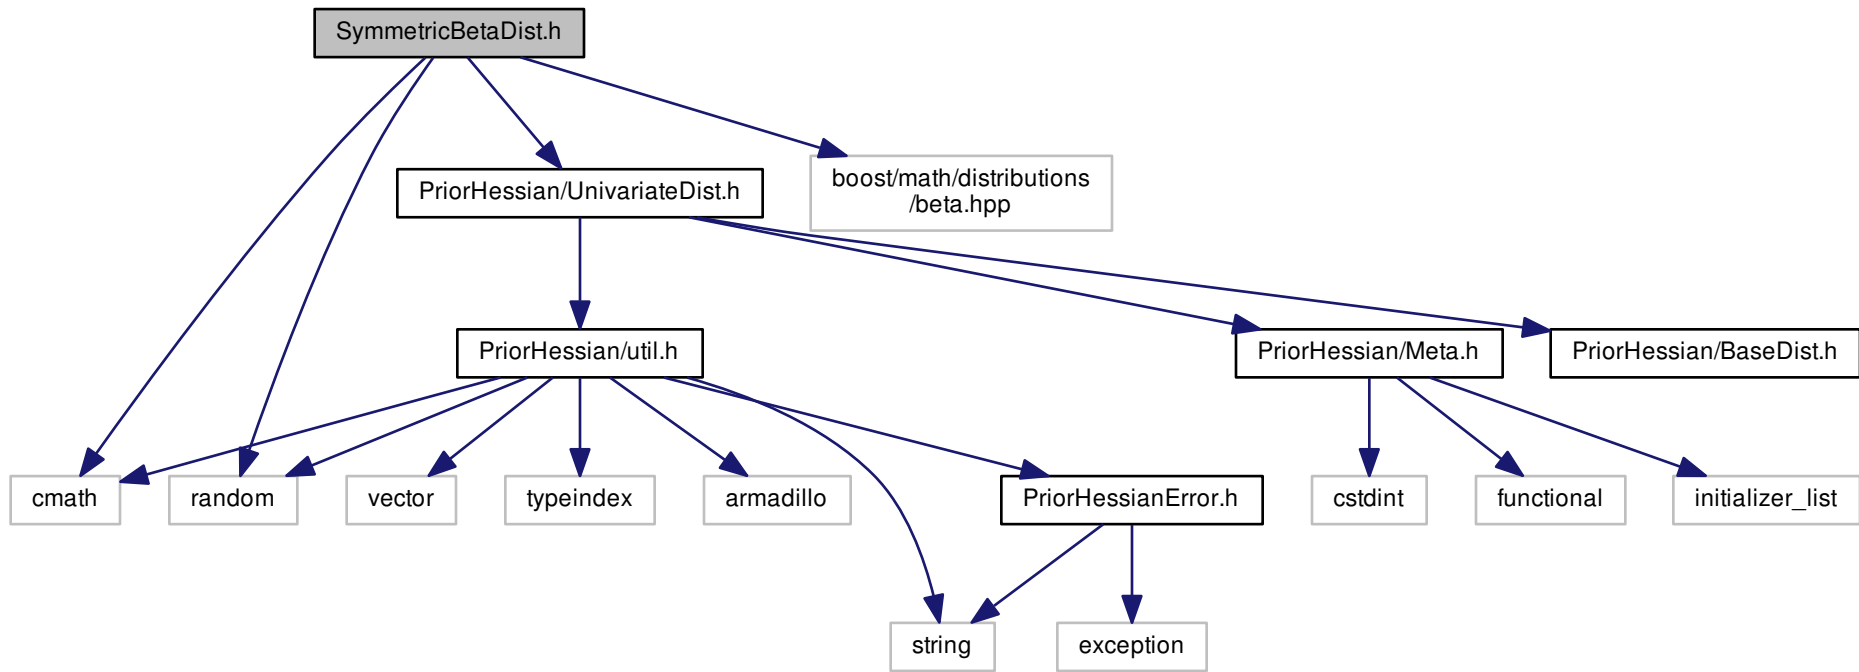 SymmetricBetaDist.h
PriorHessian/UnivariateDist.h
boost/math/distributions
/beta.hpp
PriorHessian/util.h
PriorHessian/Meta.h
PriorHessian/BaseDist.h
cmath
random
vector
typeindex
armadillo
PriorHessianError.h
cstdint
functional
initializer_list
string
exception